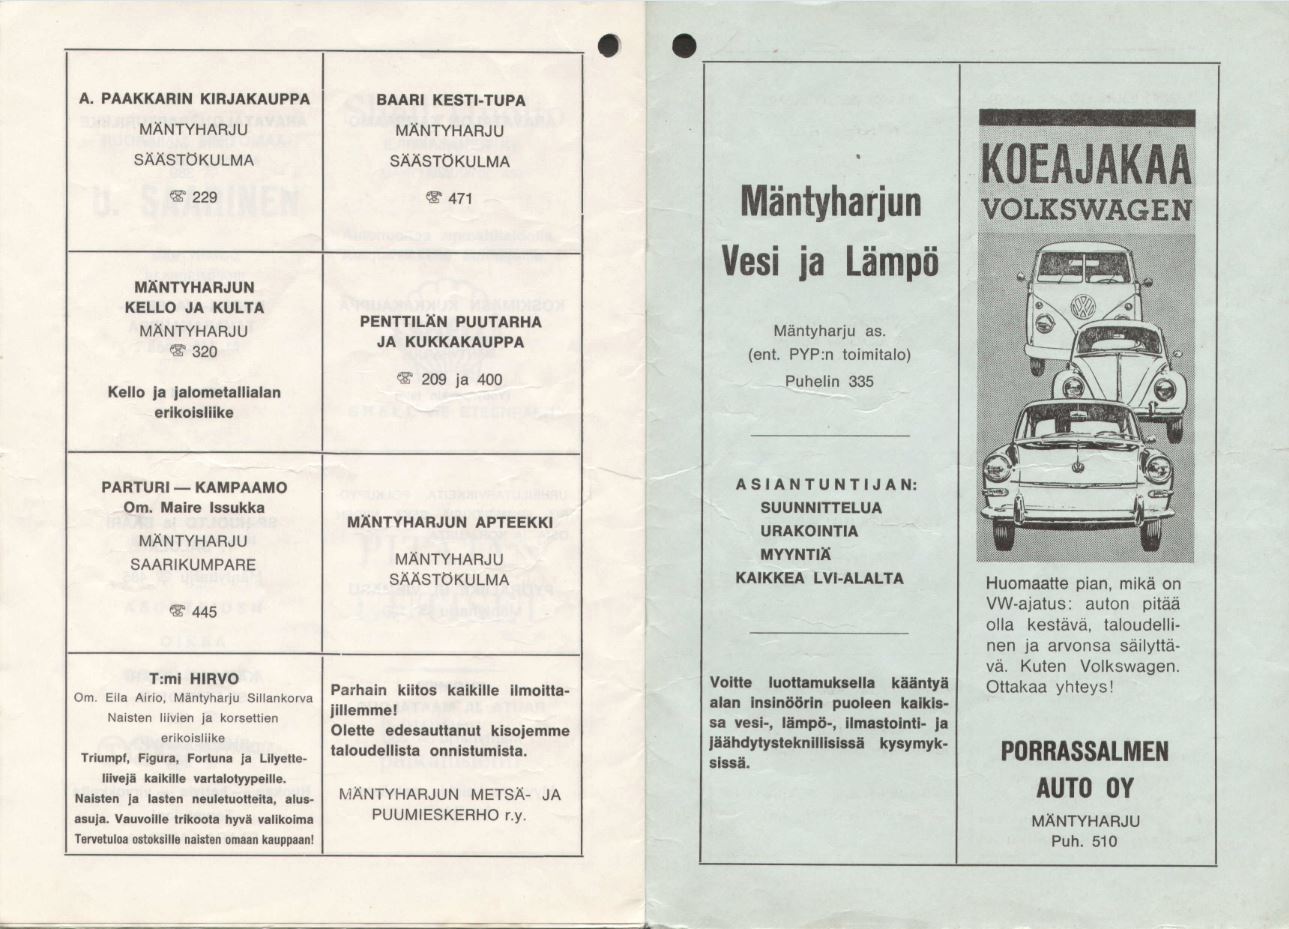 A. PAAKKARIN KIRJAKAUPPA
MÄNTYHARJU
SÄÄSTÖKULMA
☎ 229
BAARI KESTI-TUPA
MÄNTYHARJU
SÄÄSTÖKULMA
☎ 471
MÄNTYHARJUN
KELLO JA KULTA
MÄNTYHARJU
☎ 320
Kello ja jalometallialan
erikoisliike
PENTTILÄN PUUTARHA
JA KUKKAKAUPPA
☎ 209 ja 400
PARTURI — KAMPAAMO
Om. Maire Issukka
MÄNTYHARJU
SAARIKUMPARE
☎ 445
MÄNTYHARJUN APTEEKKI
MÄNTYHARJU
SÄÄSTÖKULMA
T:mi HIRVO
Om. Eila Airio, Mäntyharju Sillankorva
Naisten liivien ja korsettien
erikoisliike
Triumpf, Figura, Fortuna ja Lilyette-
liivejä kaikille vartalotyypeille.
Naisten ja lasten neuletuotteita, alus-
asuja. Vauvoille trikoota hyvä valikoima
Tervetuloa ostoksille naisten omaan kauppaan!
Parhain kiitos kaikille ilmoitta-
jillemme!
Olette edesauttanut kisojemme
taloudellista onnistumista.
MÄNTYHARJUN METSÄ- JA
PUUMIESKERHO r.y.
Mäntyharjun
Vesi ja Lämpö
Mäntyharju as.
(ent. PYP:n toimitalo)
Puhelin 335
ASIANTUNTIJAN:
SUUNNITTELUA
URAKOINTIA
MYYNTIÄ
KAIKKEA LVI-ALALTA
Voitte luottamuksella kääntyä
alan insinöörin puoleen kaikis-
sa vesi-, lämpö-, ilmastointi- ja
jäähdytysteknillisissä kysymyk-
sissä.
KOEAJAKAA
VOLKSWAGEN
Huomaatte pian, mikä on
VW-ajatus: auton pitää
olla kestävä, taloudelli-
nen ja arvonsa säilyttä-
vä. Kuten Volkswagen.
Ottakaa yhteys!
PORRASSALMEN
AUTO OY
MÄNTYHARJU
Puh. 510